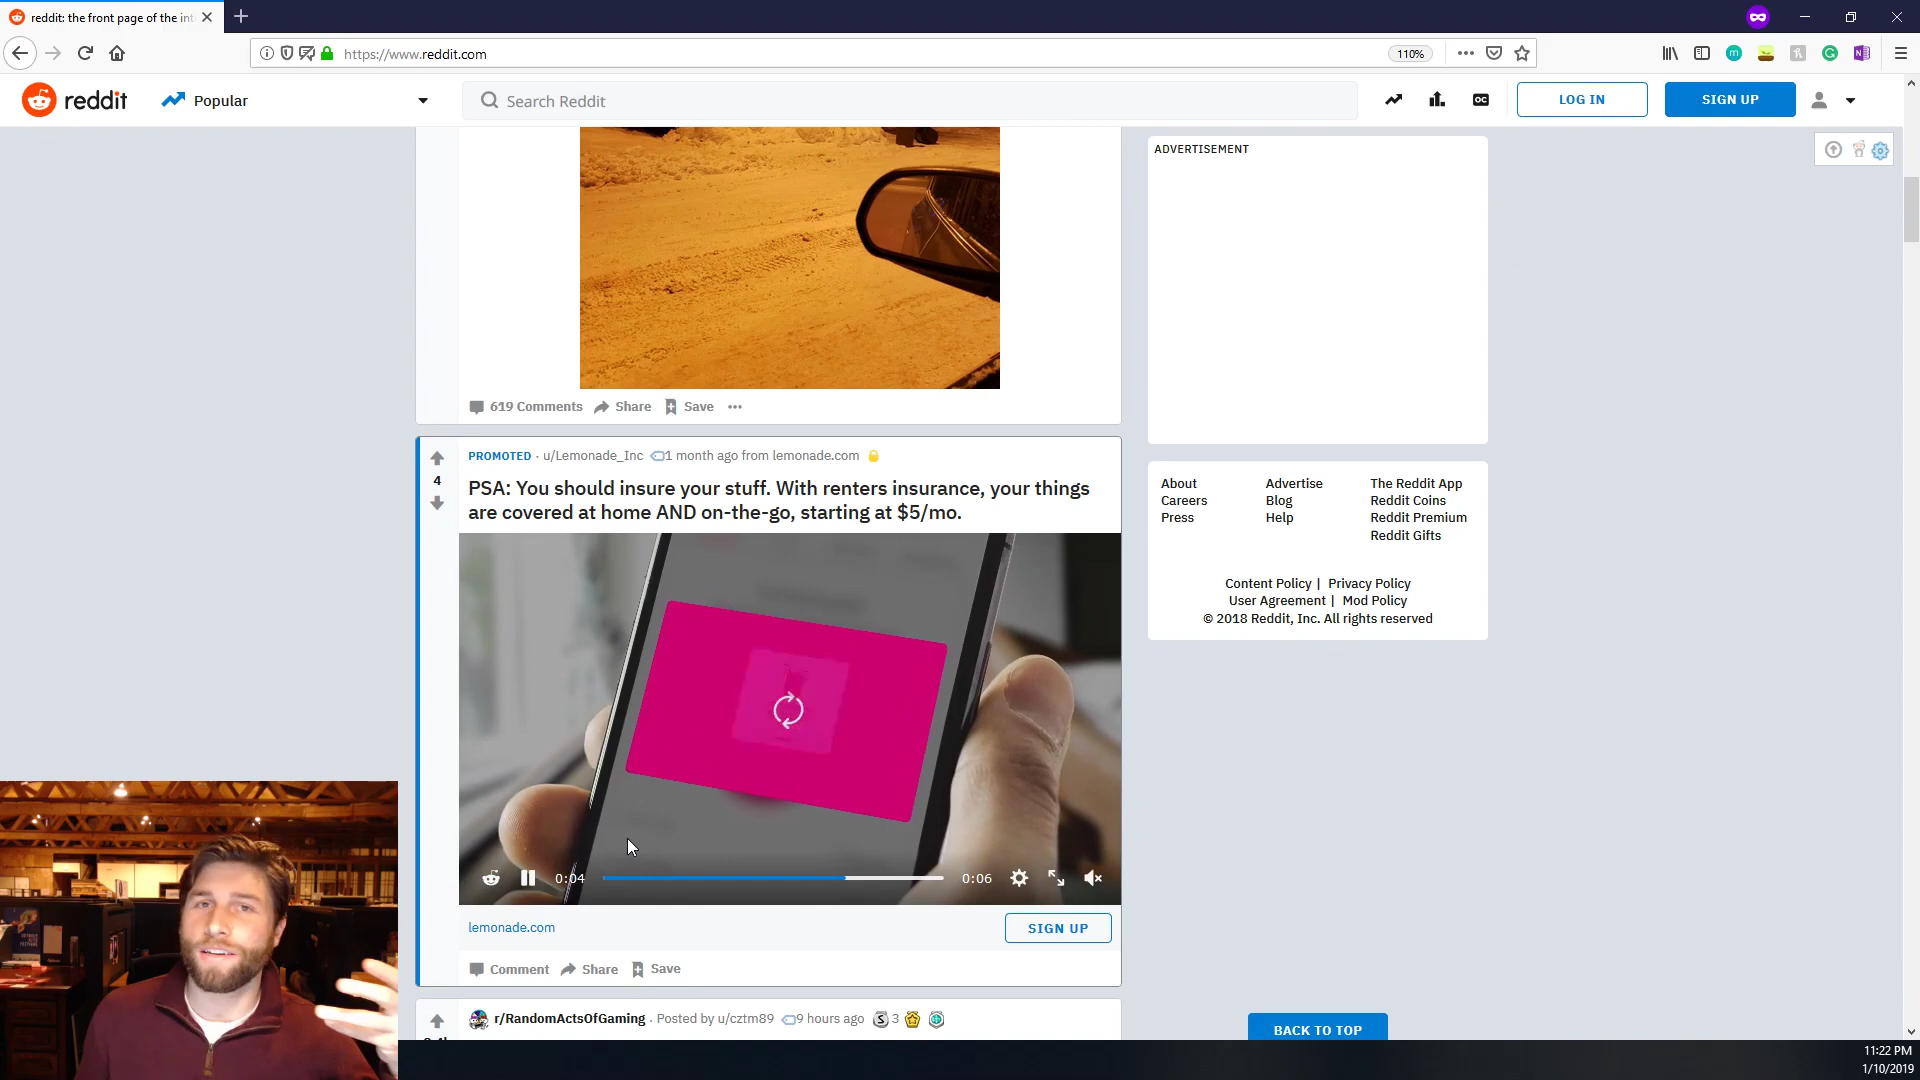 reddit: the front page of the int
https://www.reddit.com
110%
reddit
Popular
Search Reddit
OC
LOG IN
SIGN UP
619 Comments
Share
Save
ADVERTISEMENT
PROMOTED · u/Lemonade_Inc 1 month ago from lemonade.com
4
PSA: You should insure your stuff. With renters insurance, your things
are covered at home AND on-the-go, starting at $5/mo.
0:04
0:06
lemonade.com
SIGN UP
Comment
Share
Save
r/RandomActsOfGaming · Posted by u/cztm89 9 hours ago S 3
About
Careers
Press
Advertise
Blog
Help
The Reddit App
Reddit Coins
Reddit Premium
Reddit Gifts
Content Policy | Privacy Policy
User Agreement | Mod Policy
© 2018 Reddit, Inc. All rights reserved
BACK TO TOP
11:22 PM
1/10/2019